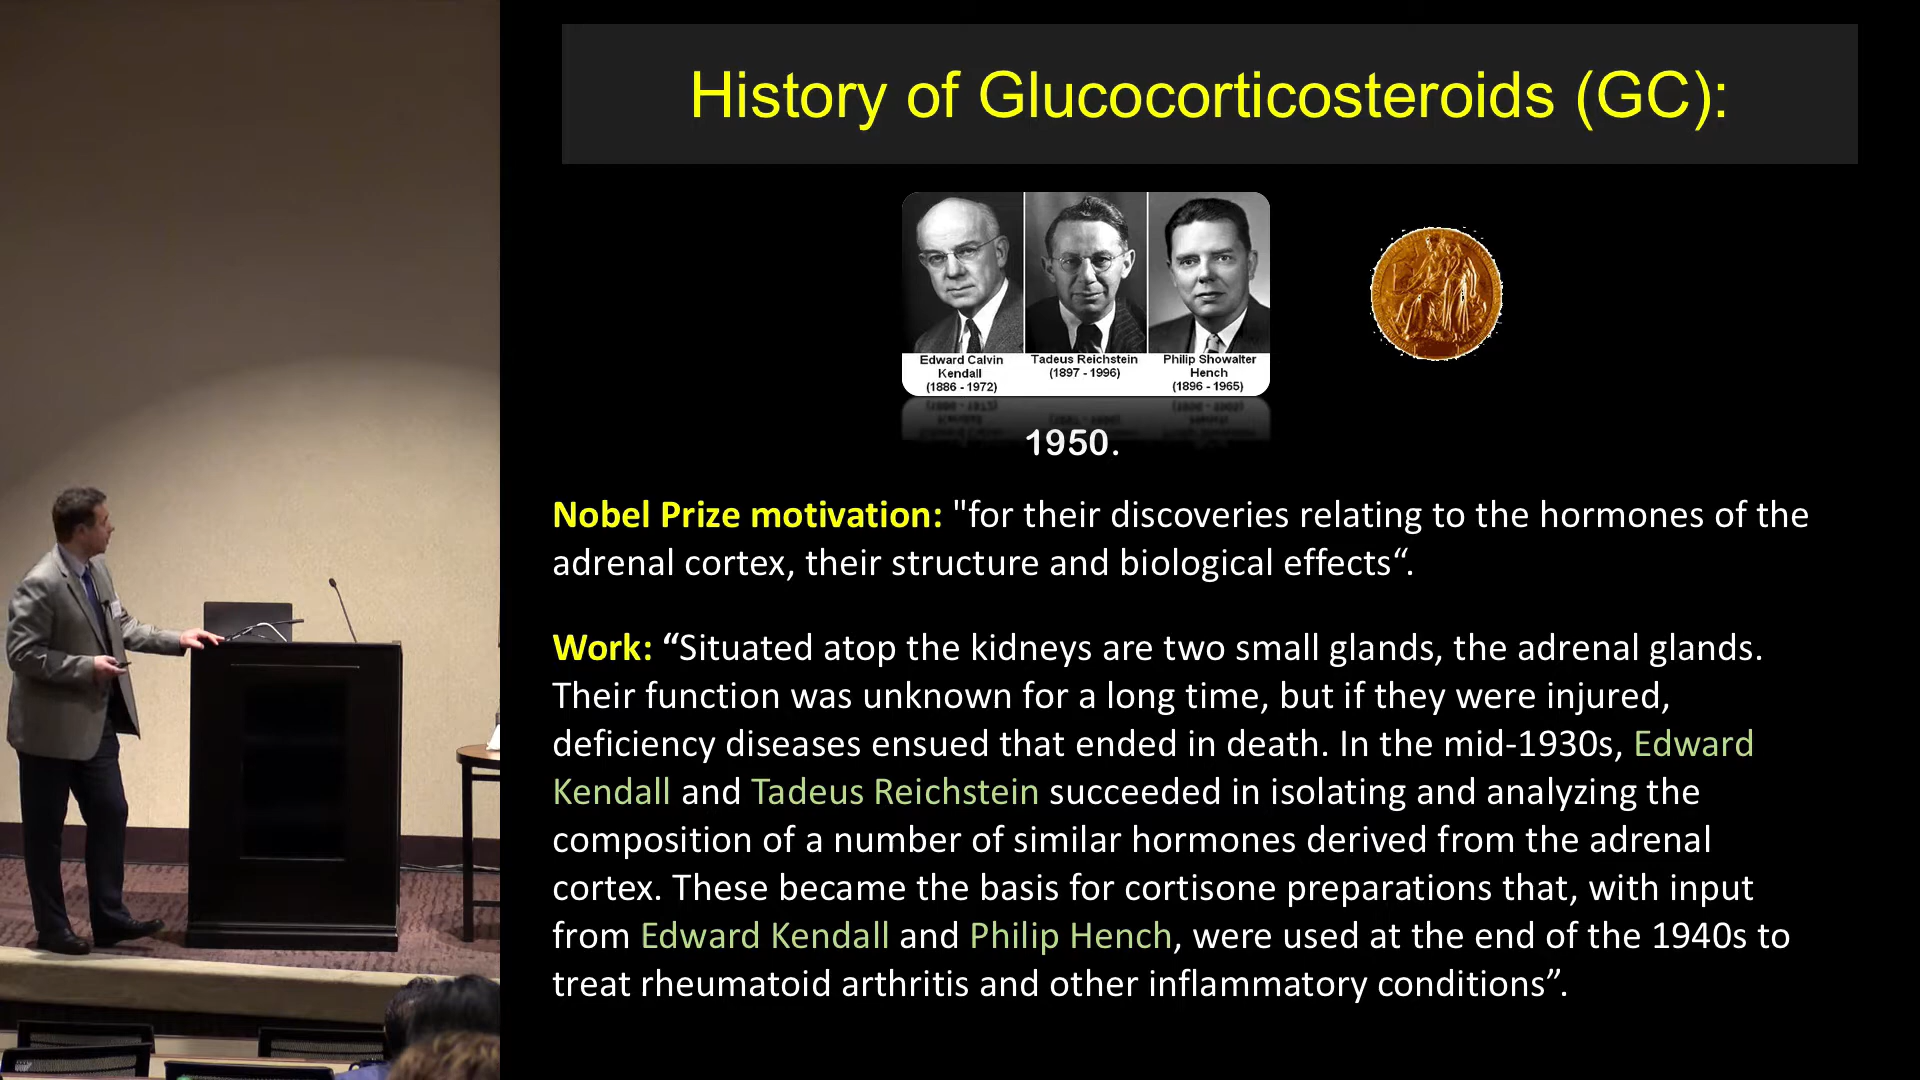 History of Glucocorticosteroids (GC):
Edward Calvin
Kendall
(1886 - 1972)
Tadeus Reichstein
(1897 - 1996)
Philip Showalter
Hench
(1896 - 1965)
1950.
Nobel Prize motivation: "for their discoveries relating to the hormones of the
adrenal cortex, their structure and biological effects“.
Work: “Situated atop the kidneys are two small glands, the adrenal glands.
Their function was unknown for a long time, but if they were injured,
deficiency diseases ensued that ended in death. In the mid-1930s, Edward
Kendall and Tadeus Reichstein succeeded in isolating and analyzing the
composition of a number of similar hormones derived from the adrenal
cortex. These became the basis for cortisone preparations that, with input
from Edward Kendall and Philip Hench, were used at the end of the 1940s to
treat rheumatoid arthritis and other inflammatory conditions”.